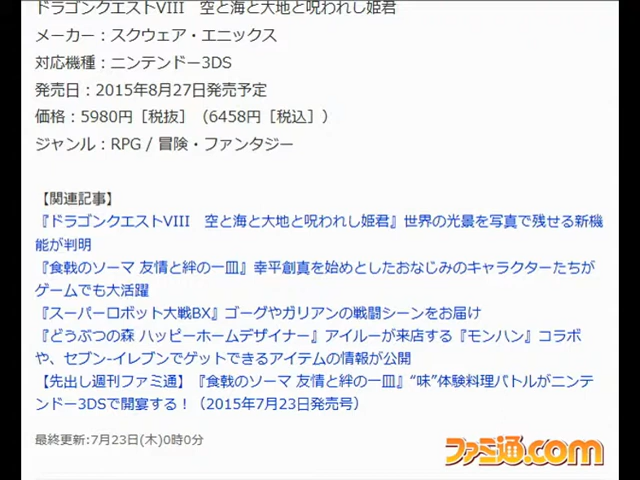 ドラゴンクエストVIII　空と海と大地と呪われし姫君
メーカー：スクウェア・エニックス
対応機種：ニンテンドー3DS
発売日：2015年8月27日発売予定
価格：5980円［税抜］（6458円［税込］）
ジャンル：RPG / 冒険・ファンタジー
【関連記事】
『ドラゴンクエストVIII　空と海と大地と呪われし姫君』世界の光景を写真で残せる新機
能が判明
『食戟のソーマ 友情と絆の一皿』幸平創真を始めとしたおなじみのキャラクターたちが
ゲームでも大活躍
『スーパーロボット大戦BX』ゴーグやガリアンの戦闘シーンをお届け
『どうぶつの森 ハッピーホームデザイナー』アイルーが来店する『モンハン』コラボ
や、セブン-イレブンでゲットできるアイテムの情報が公開
【先出し週刊ファミ通】『食戟のソーマ 友情と絆の一皿』“味”体験料理バトルがニンテ
ンドー3DSで開宴する！（2015年7月23日発売号）
最終更新:7月23日(木)0時0分
ファミ通.com